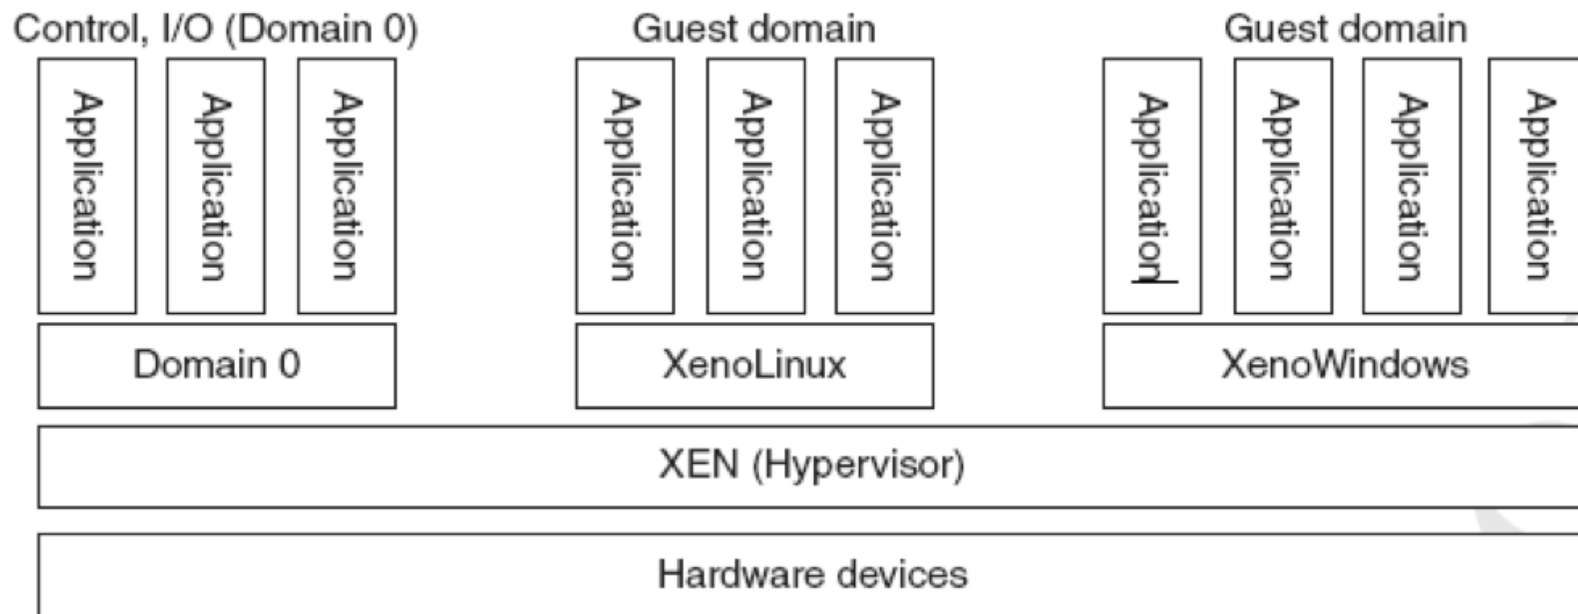 Control, I/O (Domain 0)
Guest domain
Guest domain
Application
Application
Application
Application
Application
Application
Application
Application
Application
Application
Domain 0
XenoLinux
XenoWindows
XEN (Hypervisor)
Hardware devices